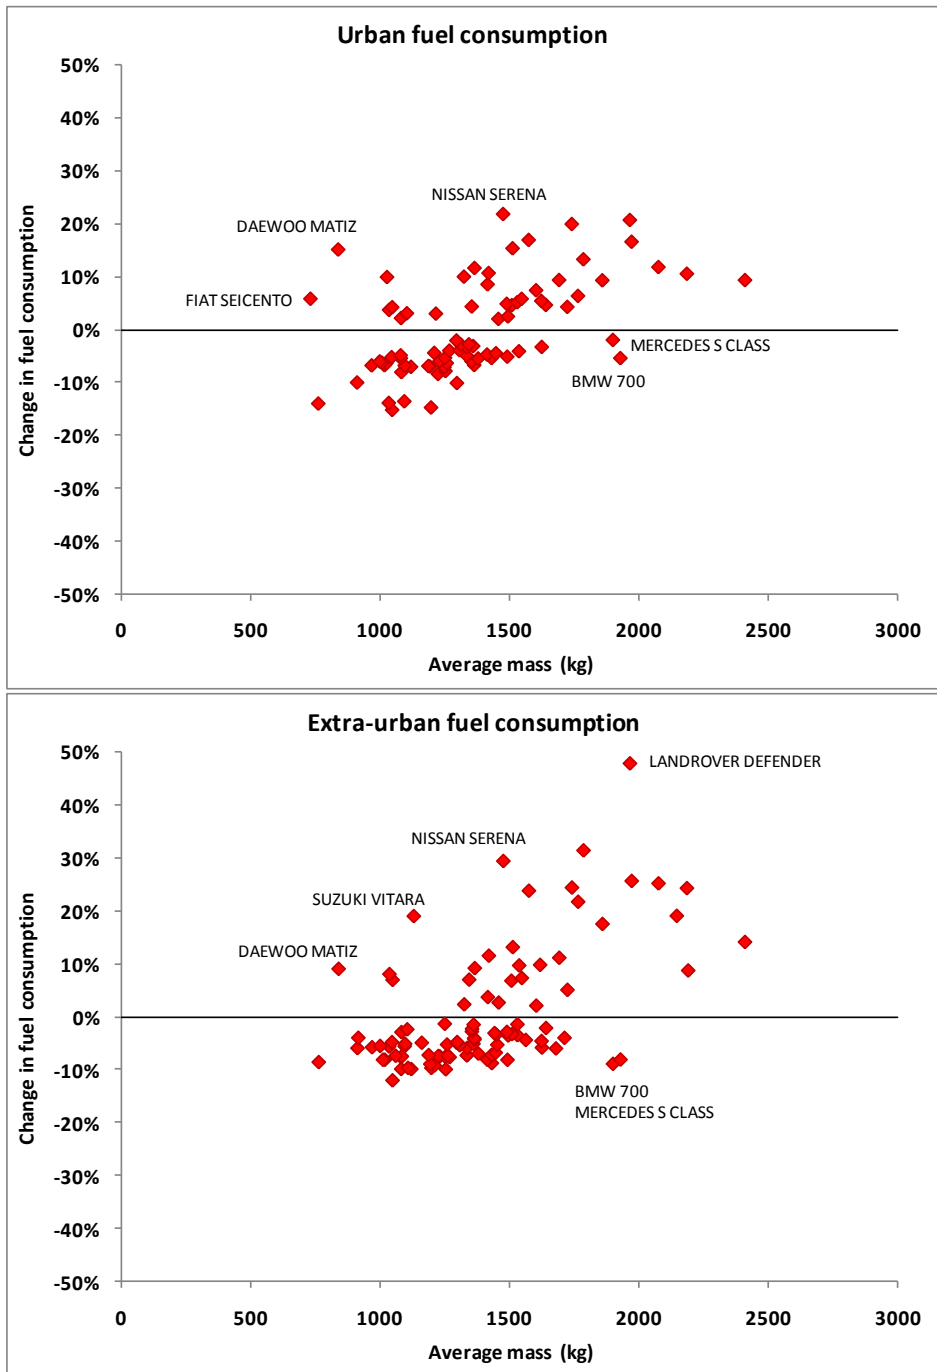 Urban fuel consumption
50%
40%
30%
20%
10%
0%
-10%
-20%
-30%
-40%
-50%
Change in fuel consumption
NISSAN SERENA
DAEWOO MATIZ
FIAT SEICENTO
MERCEDES S CLASS
BMW 700
0 500 1000 1500 2000 2500 3000
Average mass (kg)
Extra-urban fuel consumption
50%
40%
30%
20%
10%
0%
-10%
-20%
-30%
-40%
-50%
Change in fuel consumption
LANDROVER DEFENDER
NISSAN SERENA
SUZUKI VITARA
DAEWOO MATIZ
BMW 700
MERCEDES S CLASS
0 500 1000 1500 2000 2500 3000
Average mass (kg)